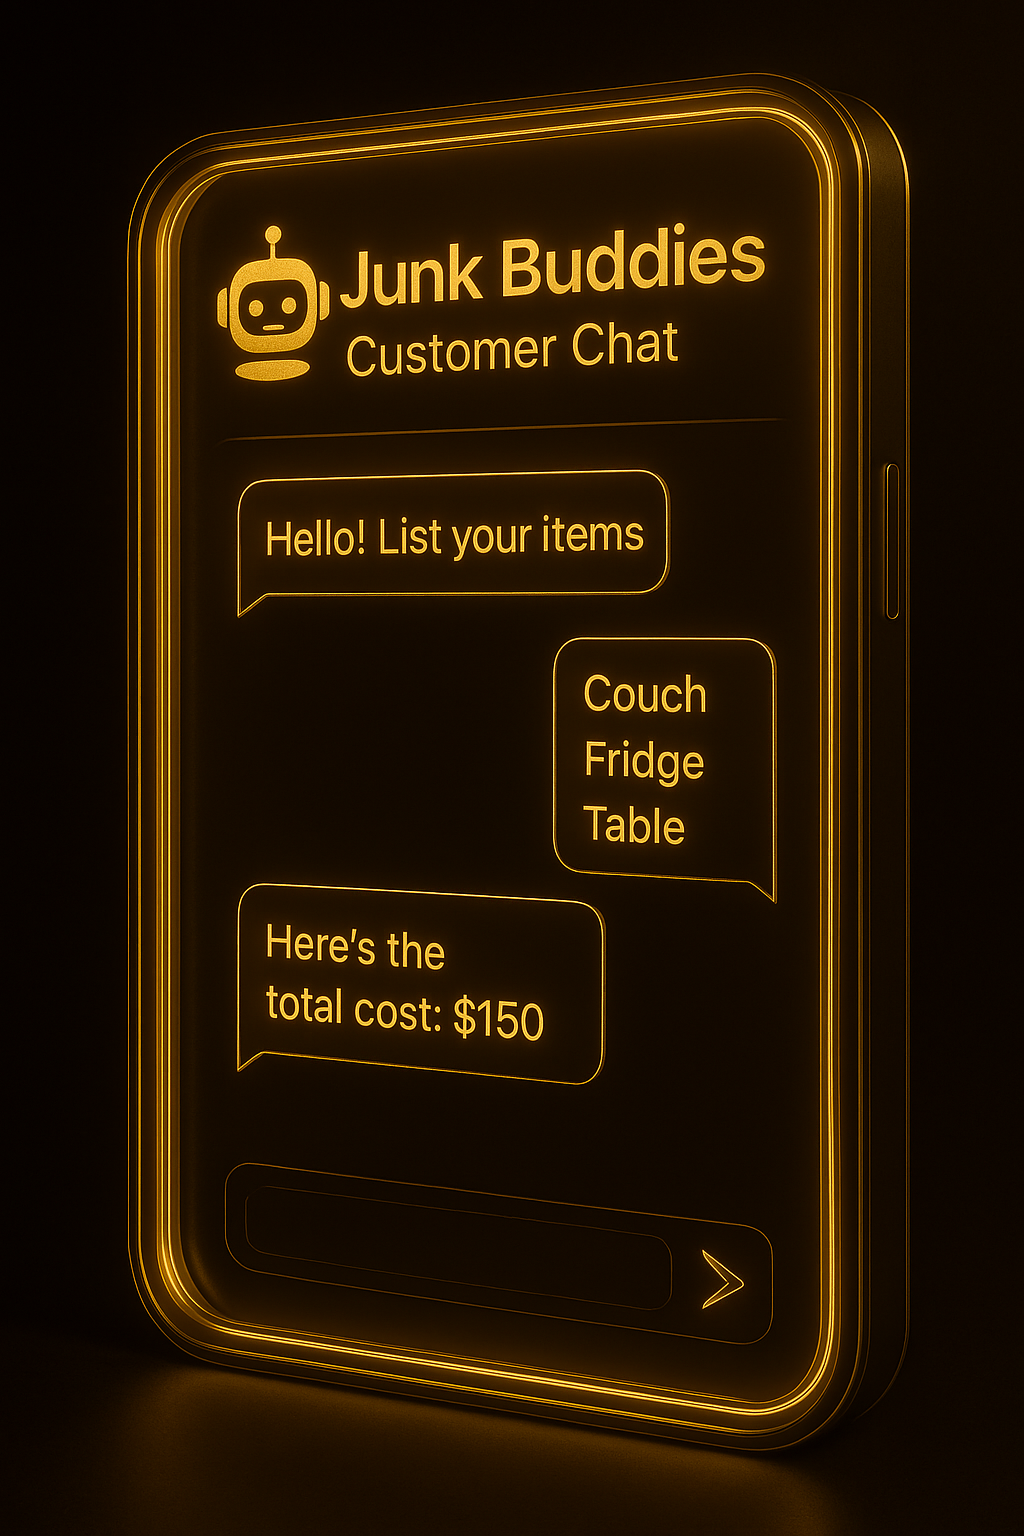 Junk Buddies
Customer Chat
Hello! List your items
Couch
Fridge
Table
Here's the
total cost: $150